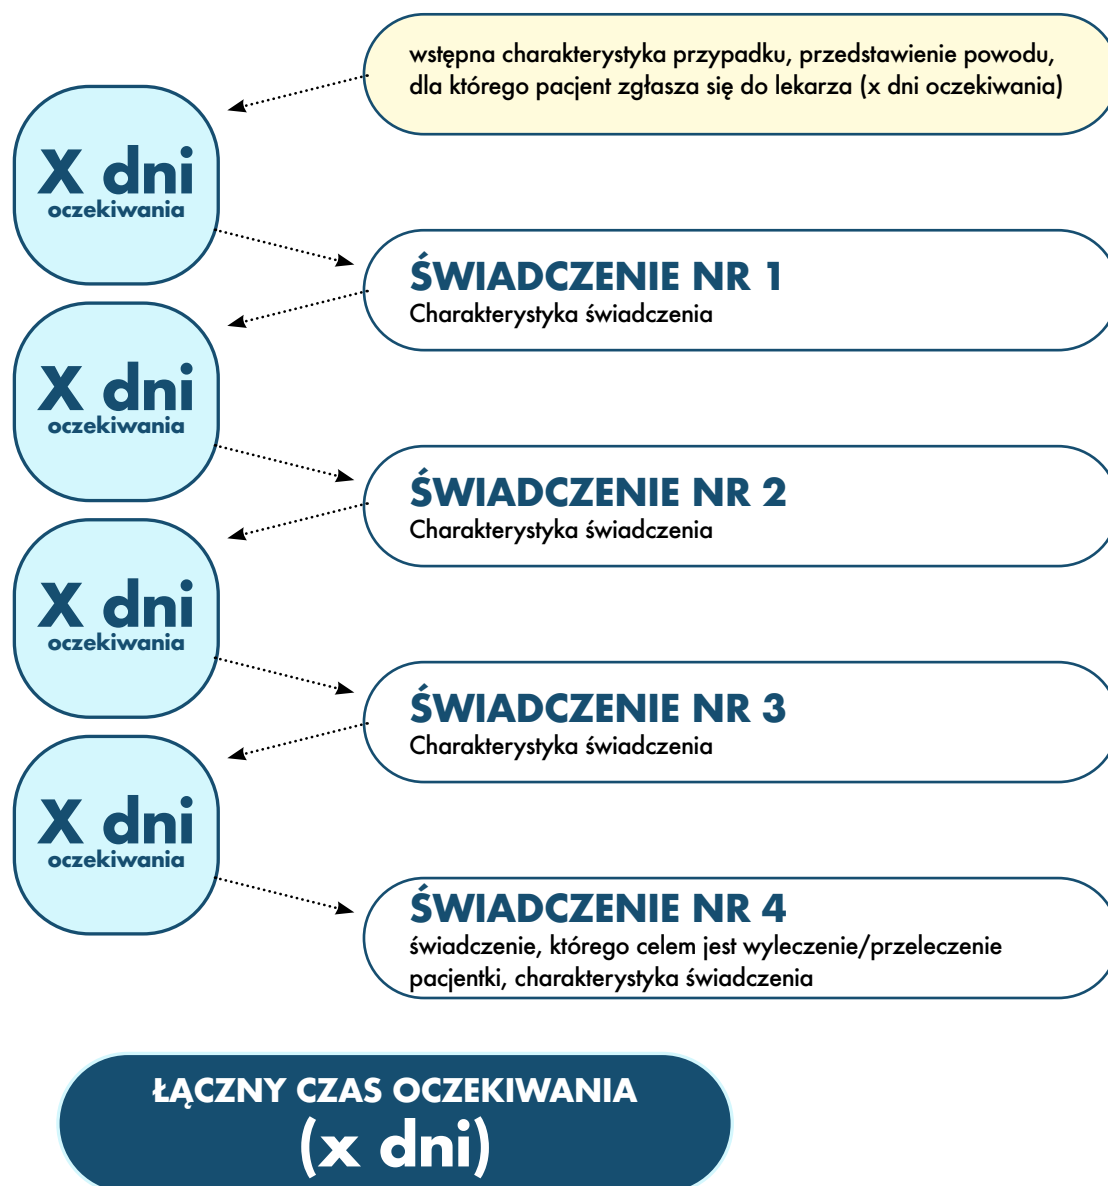 wstępna charakterystyka przypadku, przedstawienie powodu,
dla którego pacjent zgłasza się do lekarza (x dni oczekiwania)
X dni
oczekiwania
ŚWIADCZENIE NR 1
Charakterystyka świadczenia
X dni
oczekiwania
ŚWIADCZENIE NR 2
Charakterystyka świadczenia
X dni
oczekiwania
ŚWIADCZENIE NR 3
Charakterystyka świadczenia
X dni
oczekiwania
ŚWIADCZENIE NR 4
świadczenie, którego celem jest wyleczenie/przeleczenie
pacjentki, charakterystyka świadczenia
ŁĄCZNY CZAS OCZEKIWANIA
(x dni)